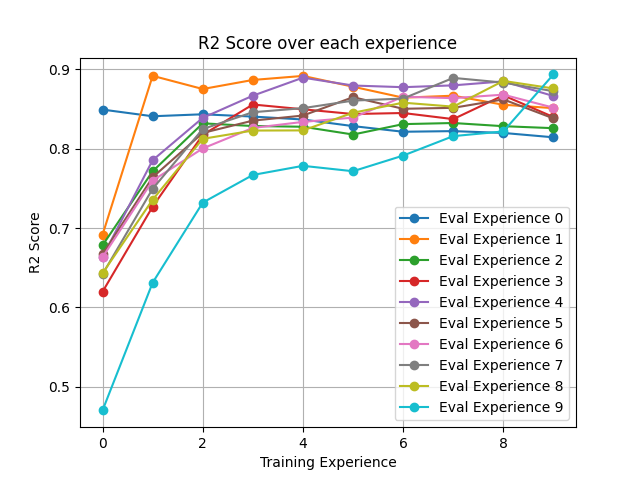 R2 Score over each experience
0.9
0.8
0.7
0.6
0.5
R2 Score
0
2
4
6
8
Training Experience
Eval Experience 0
Eval Experience 1
Eval Experience 2
Eval Experience 3
Eval Experience 4
Eval Experience 5
Eval Experience 6
Eval Experience 7
Eval Experience 8
Eval Experience 9